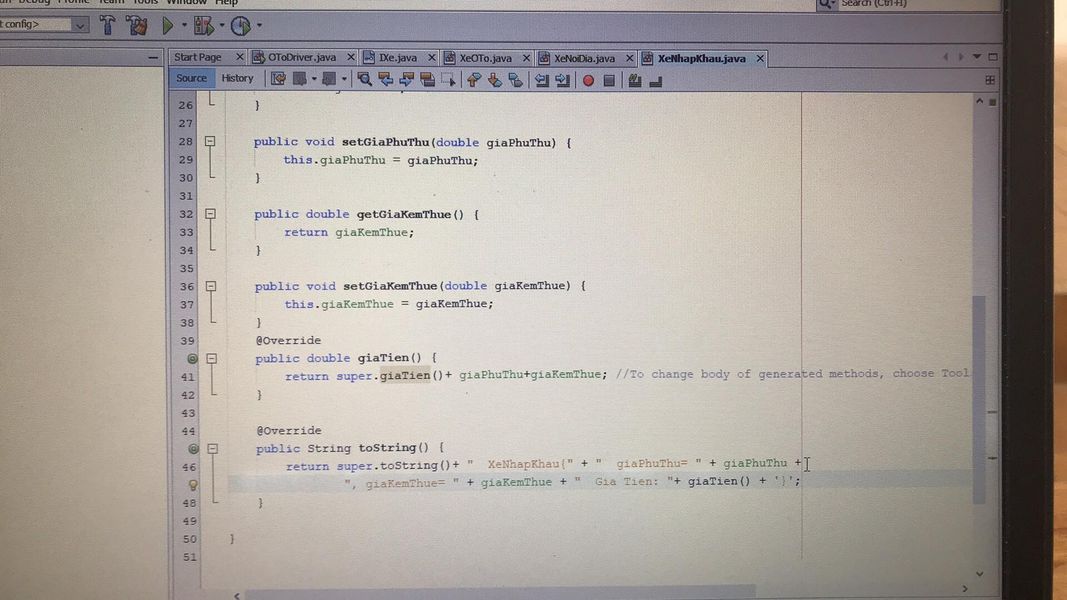 Debug Profile Team Tools Window Help
t config>
Search (Ctrl+I)
Start Page OToDriver.java IXe.java XeOTo.java XeNoiDia.java XeNhapKhau.java
Source History
26 }
27
28 public void setGiaPhuThu(double giaPhuThu) {
29 this.giaPhuThu = giaPhuThu;
30 }
31
32 public double getGiaKemThue() {
33 return giaKemThue;
34 }
35
36 public void setGiaKemThue(double giaKemThue) {
37 this.giaKemThue = giaKemThue;
38 }
39 @Override
public double giaTien() {
41 return super.giaTien()+ giaPhuThu+giaKemThue; //To change body of generated methods, choose Tool
42 }
43
44 @Override
public String toString() {
46 return super.toString()+ " XeNhapKhau{" + " giaPhuThu= " + giaPhuThu +
", giaKemThue= " + giaKemThue + " Gia Tien: "+ giaTien() + '}';
48 }
49
50 }
51